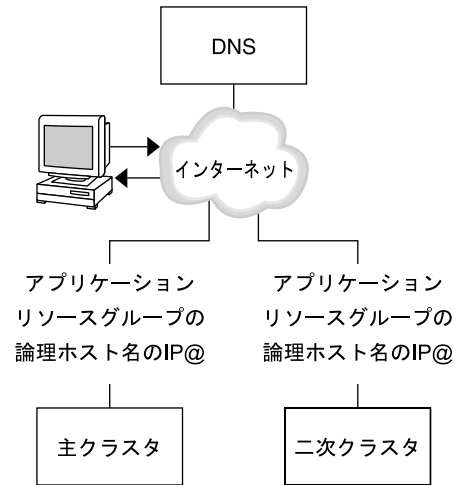 DNS
インターネット
アプリケーション
リソースグループの
論理ホスト名のIP@
アプリケーション
リソースグループの
論理ホスト名のIP@
主クラスタ
二次クラスタ